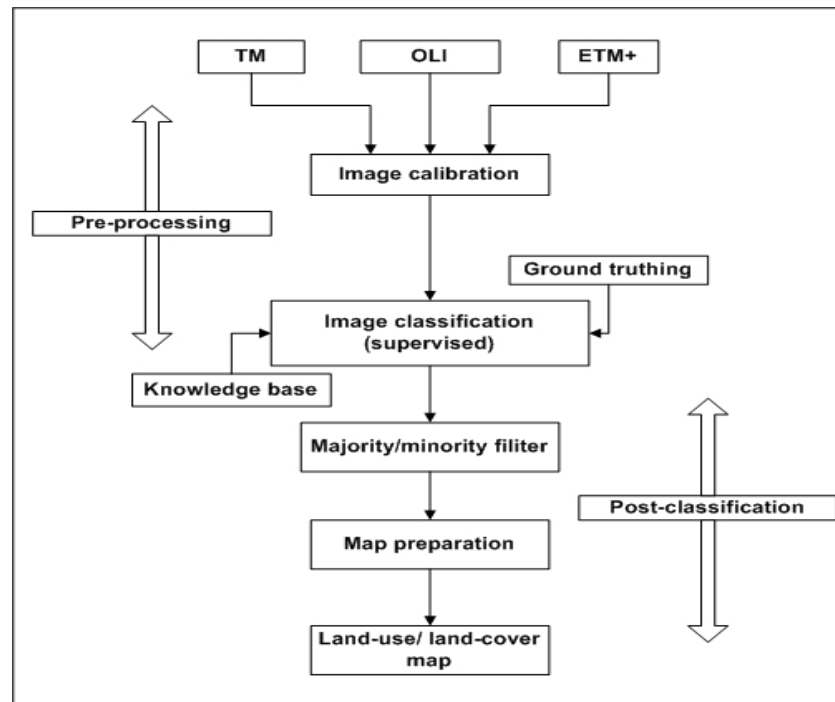 TM
OLI
ETM+
Image calibration
Pre-processing
Ground truthing
Image classification
(supervised)
Knowledge base
Majority/minority filiter
Post-classification
Map preparation
Land-use/ land-cover
map